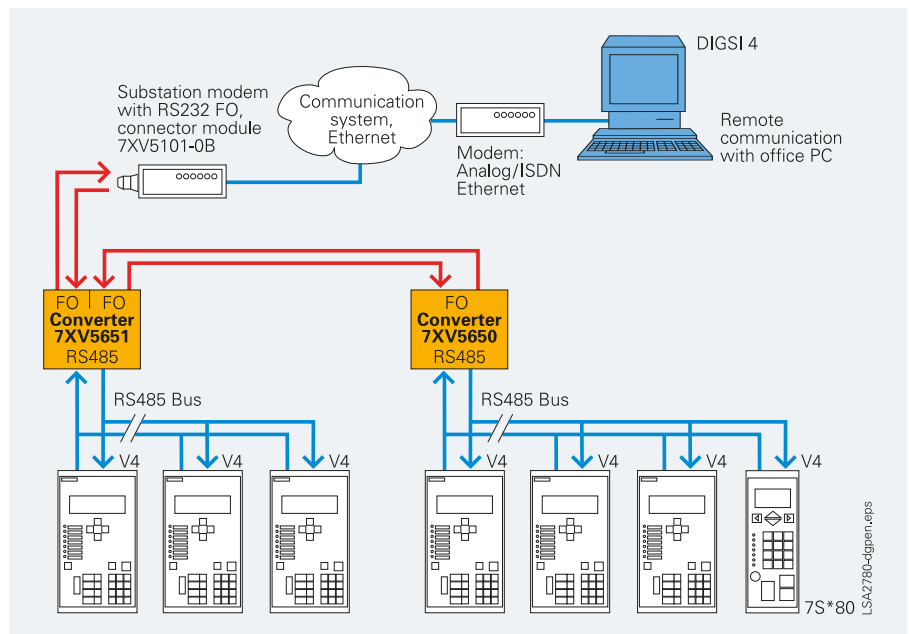 DIGSI 4
Substation modem
with RS232 FO,
connector module
7XV5101-0B
Communication
system,
Ethernet
Modem:
Analog/ISDN
Ethernet
Remote
communication
with office PC
FO FO
Converter
7XV5651
RS485
FO
Converter
7XV5650
RS485
RS485 Bus
RS485 Bus
V4
V4
V4
V4
V4
V4
V4
7S*80
LSA2780-dgpen.eps